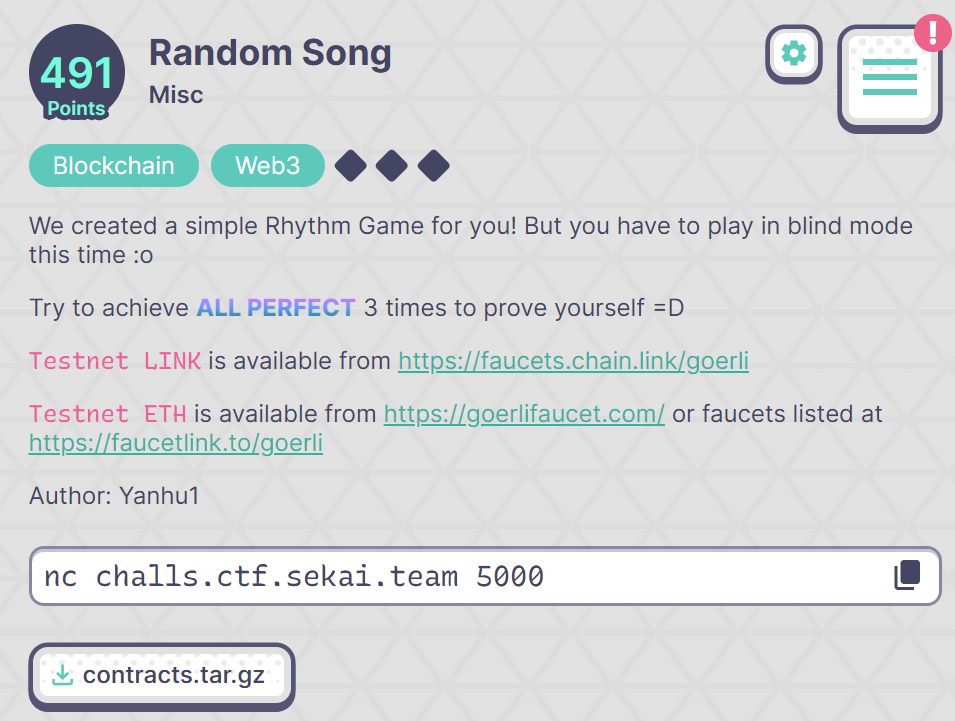 491
Points
Random Song
Misc
!
Blockchain Web3
We created a simple Rhythm Game for you! But you have to play in blind mode
this time :o
Try to achieve ALL PERFECT 3 times to prove yourself =D
Testnet LINK is available from https://faucets.chain.link/goerli
Testnet ETH is available from https://goerlifaucet.com/ or faucets listed at
https://faucetlink.to/goerli
Author: Yanhu1
nc challs.ctf.sekai.team 5000
contracts.tar.gz